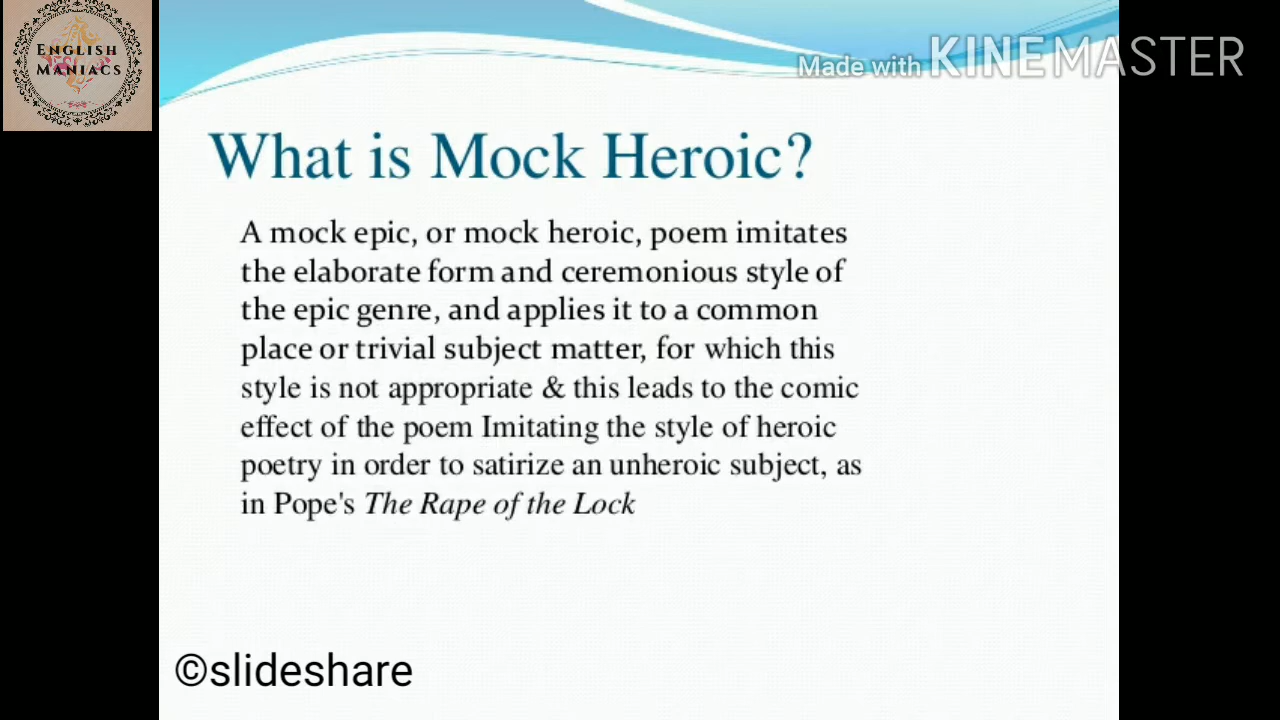 ENGLISH
MANIACS
Made with KINEMASTER
What is Mock Heroic?
A mock epic, or mock heroic, poem imitates
the elaborate form and ceremonious style of
the epic genre, and applies it to a common
place or trivial subject matter, for which this
style is not appropriate & this leads to the comic
effect of the poem Imitating the style of heroic
poetry in order to satirize an unheroic subject, as
in Pope's The Rape of the Lock
©slideshare